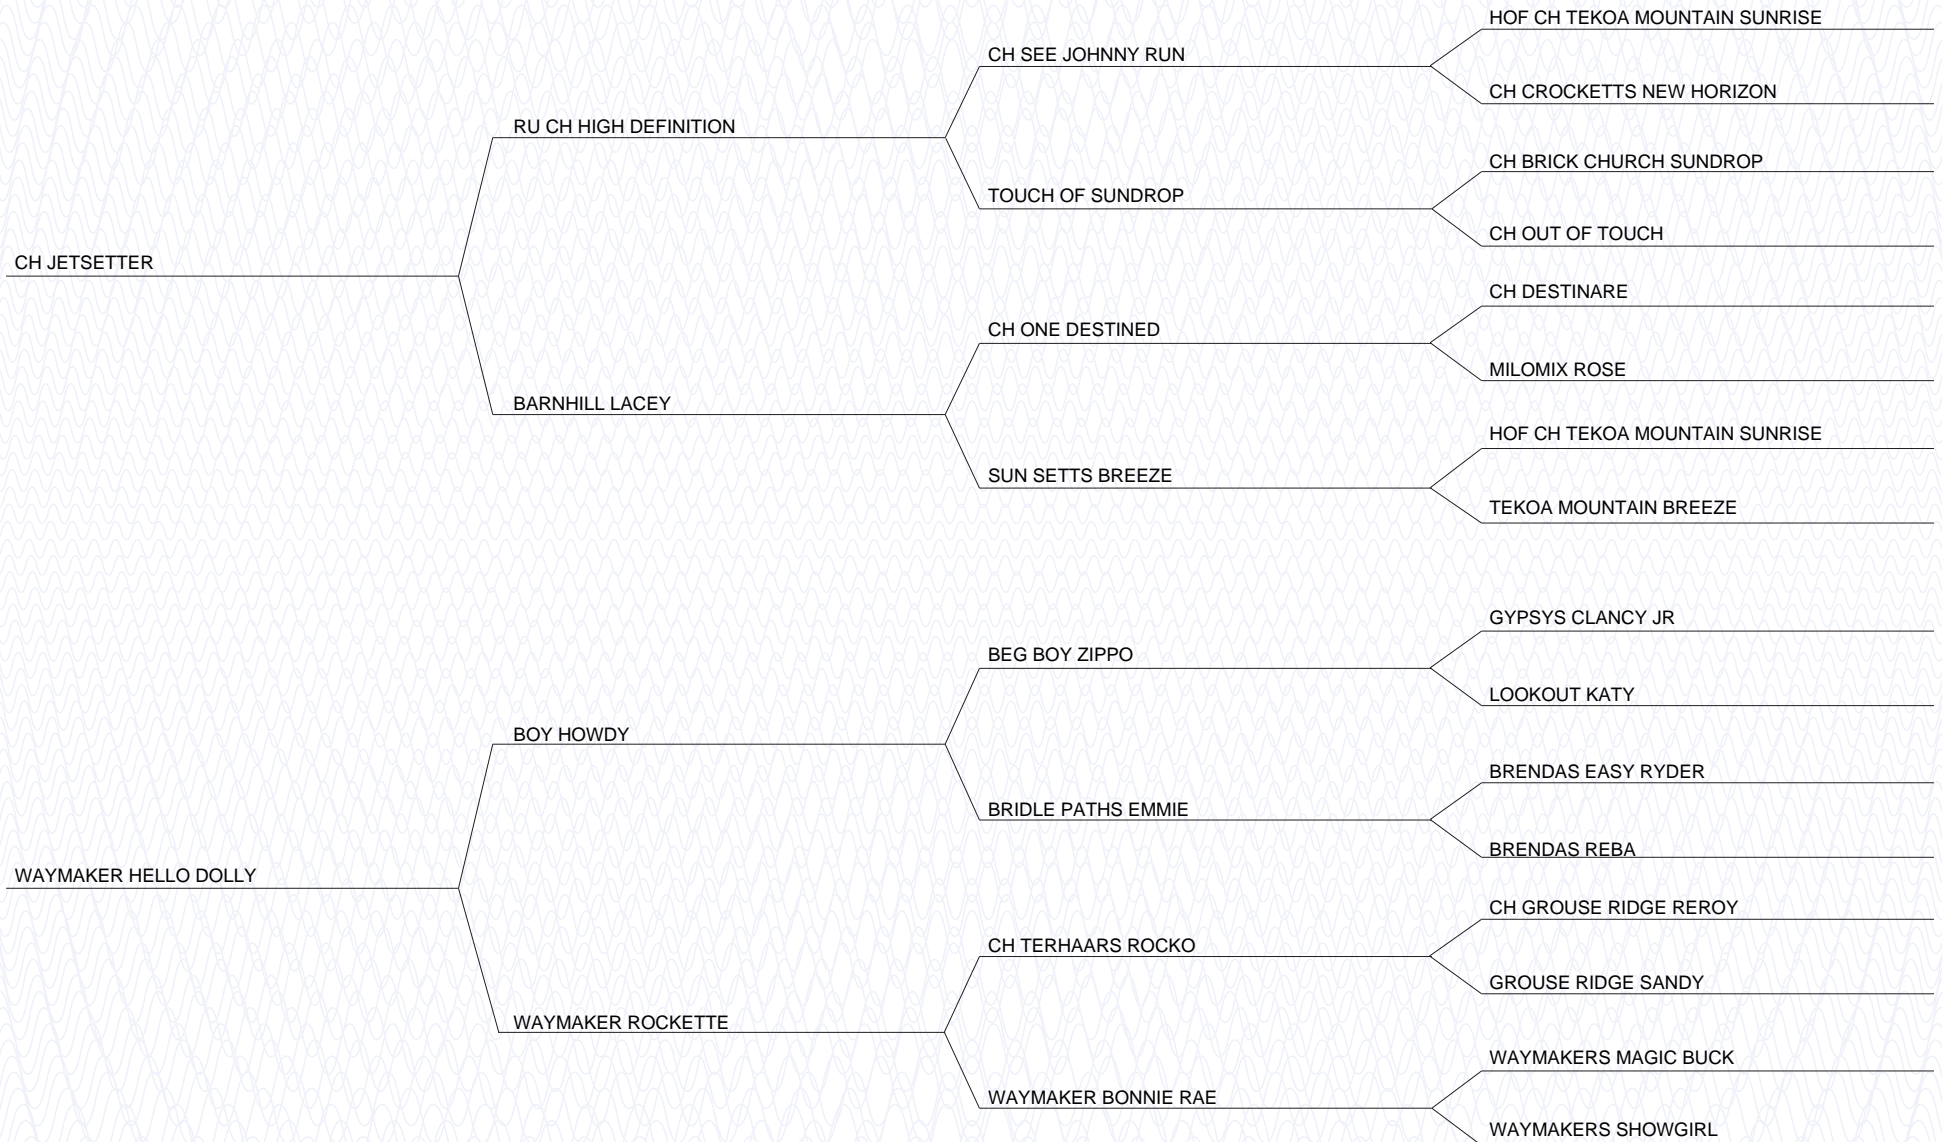 HOF CH TEKOA MOUNTAIN SUNRISE
CH SEE JOHNNY RUN
CH CROCKETTS NEW HORIZON
RU CH HIGH DEFINITION
CH BRICK CHURCH SUNDROP
TOUCH OF SUNDROP
CH OUT OF TOUCH
CH JETSETTER
CH DESTINARE
CH ONE DESTINED
MILOMIX ROSE
BARNHILL LACEY
HOF CH TEKOA MOUNTAIN SUNRISE
SUN SETTS BREEZE
TEKOA MOUNTAIN BREEZE
GYPSYS CLANCY JR
BEG BOY ZIPPO
LOOKOUT KATY
BOY HOWDY
BRENDAS EASY RYDER
BRIDLE PATHS EMMIE
BRENDAS REBA
WAYMAKER HELLO DOLLY
CH GROUSE RIDGE REROY
CH TERHAARS ROCKO
GROUSE RIDGE SANDY
WAYMAKER ROCKETTE
WAYMAKERS MAGIC BUCK
WAYMAKER BONNIE RAE
WAYMAKERS SHOWGIRL